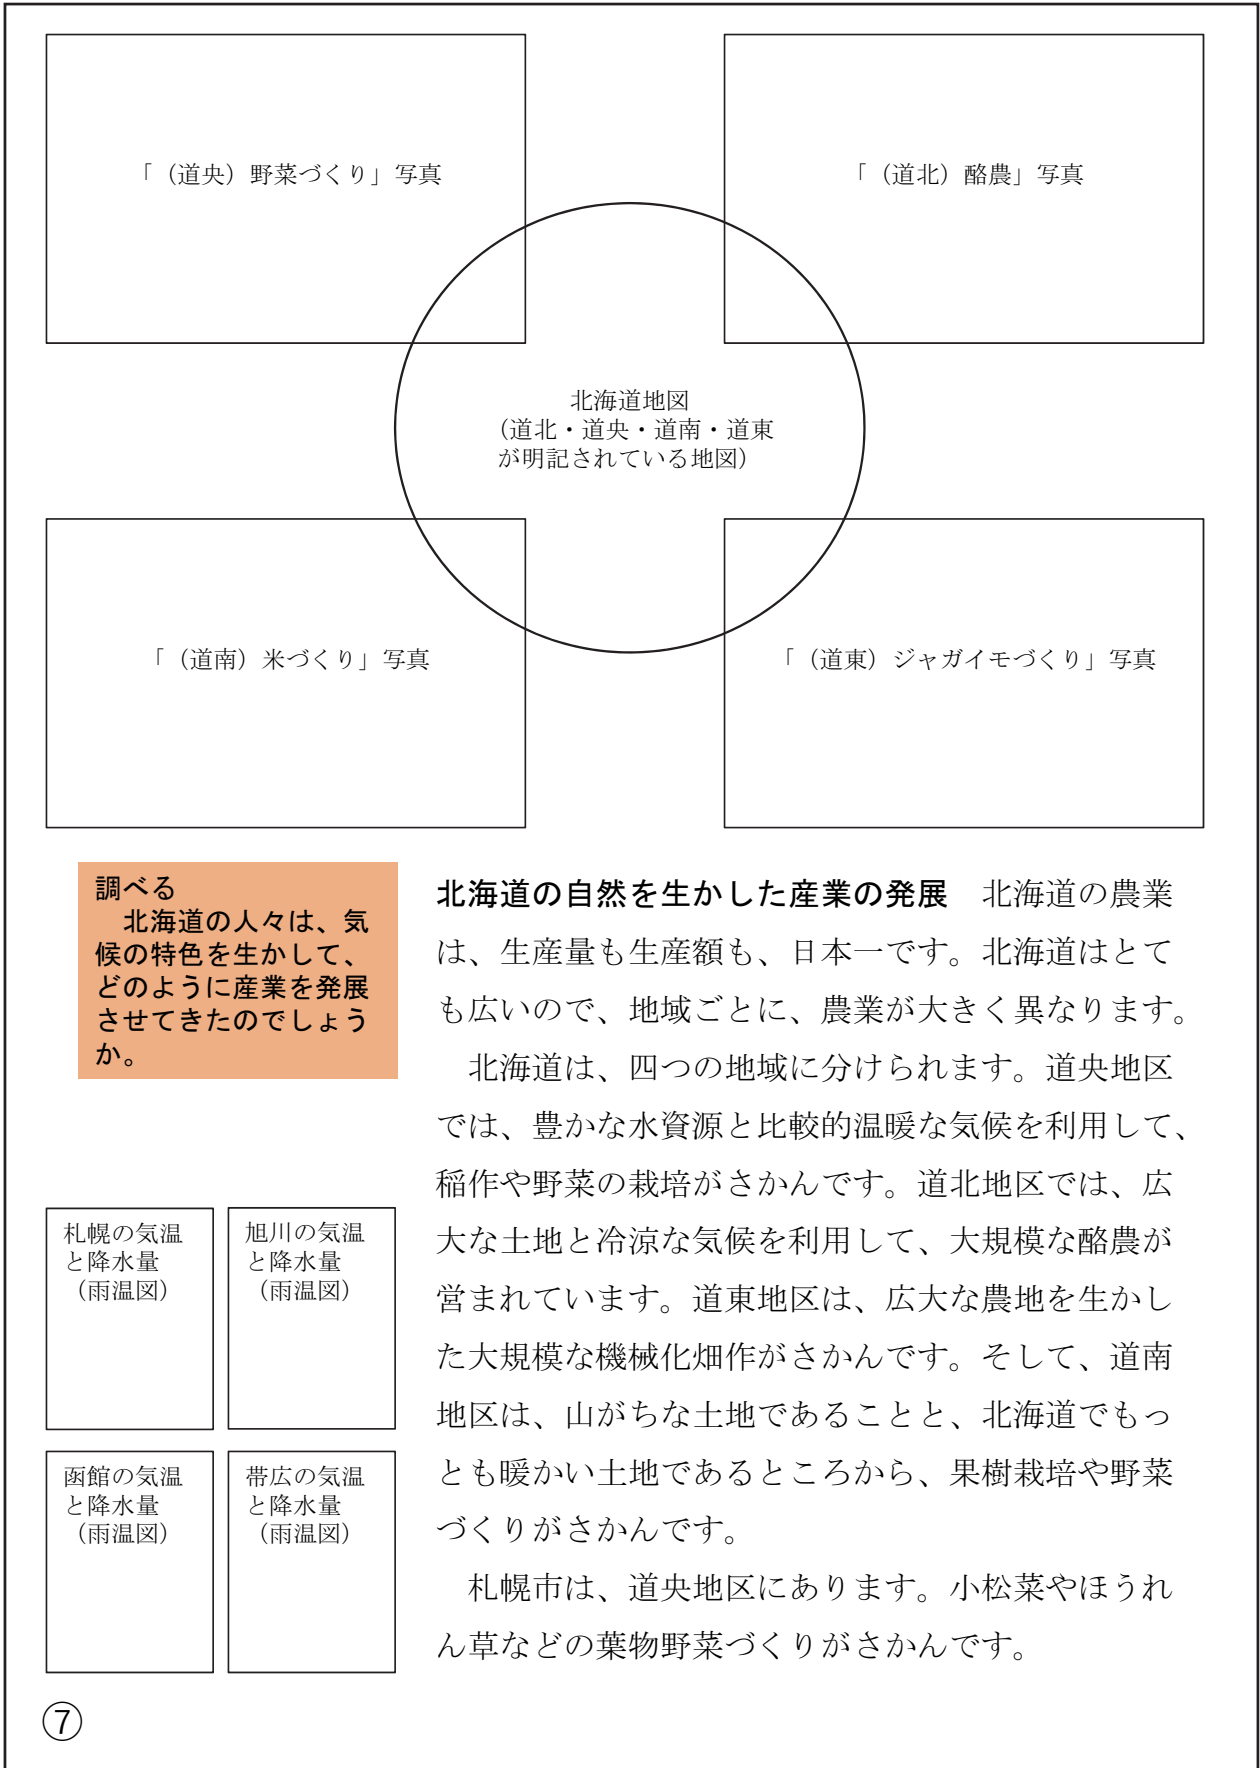 「（道央）野菜づくり」写真
「（道北）酪農」写真
北海道地図
（道北・道央・道南・道東
が明記されている地図）
「（道南）米づくり」写真
「（道東）ジャガイモづくり」写真
調べる
　北海道の人々は、気
候の特色を生かして、
どのように産業を発展
させてきたのでしょう
か。
札幌の気温
と降水量
（雨温図）
旭川の気温
と降水量
（雨温図）
函館の気温
と降水量
（雨温図）
帯広の気温
と降水量
（雨温図）
北海道の自然を生かした産業の発展　北海道の農業
は、生産量も生産額も、日本一です。北海道はとて
も広いので、地域ごとに、農業が大きく異なります。
　北海道は、四つの地域に分けられます。道央地区
では、豊かな水資源と比較的温暖な気候を利用して、
稲作や野菜の栽培がさかんです。道北地区では、広
大な土地と冷涼な気候を利用して、大規模な酪農が
営まれています。道東地区は、広大な農地を生かし
た大規模な機械化畑作がさかんです。そして、道南
地区は、山がちな土地であることと、北海道でもっ
とも暖かい土地であるところから、果樹栽培や野菜
づくりがさかんです。
　札幌市は、道央地区にあります。小松菜やほうれ
ん草などの葉物野菜づくりがさかんです。
⑦